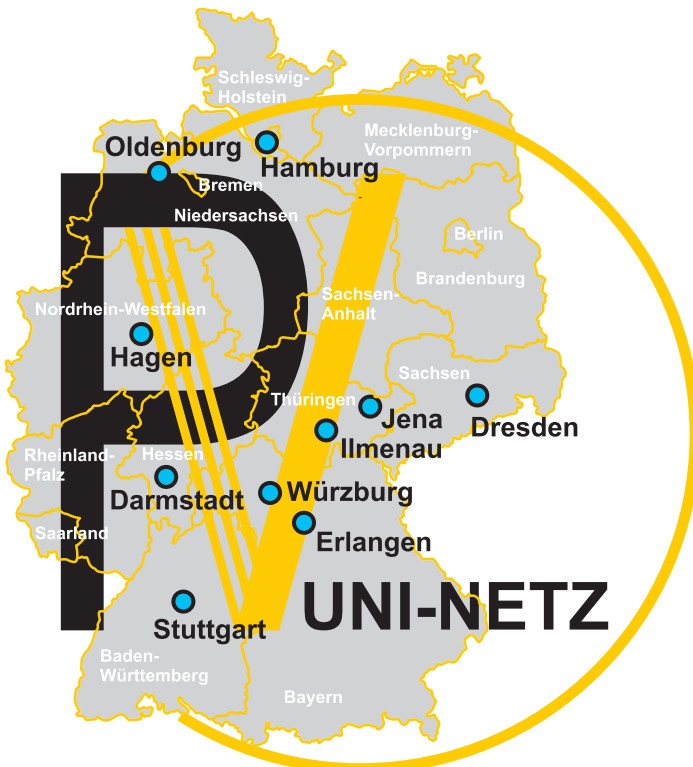 Schleswig-
Holstein
Mecklenburg-
Vorpommern
Oldenburg
Hamburg
Bremen
Niedersachsen
Berlin
Brandenburg
PV
Sachsen-
Anhalt
Nordrhein-Westfalen
Hagen
Sachsen
Thüringen
Jena
Dresden
Ilmenau
Rheinland-
Pfalz
Hessen
Darmstadt
Würzburg
Saarland
Erlangen
UNI-NETZ
Stuttgart
Baden-
Württemberg
Bayern